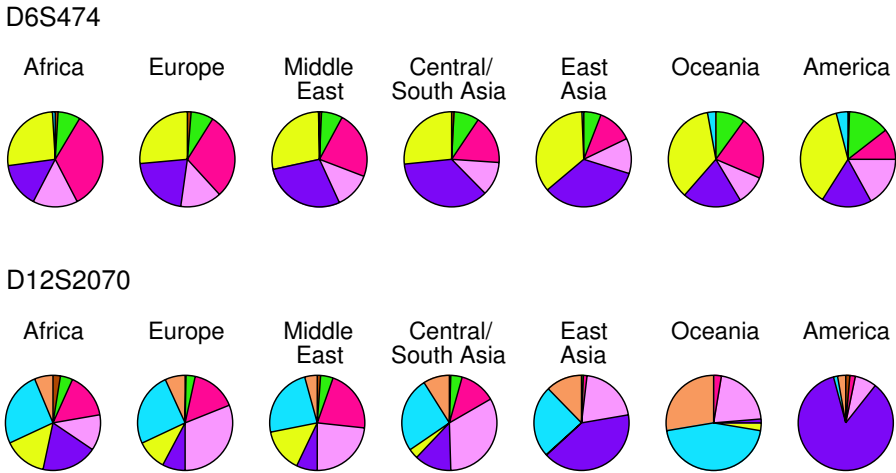 D6S474
Africa Europe Middle East Central/ South Asia East Asia Oceania America
D12S2070
Africa Europe Middle East Central/ South Asia East Asia Oceania America